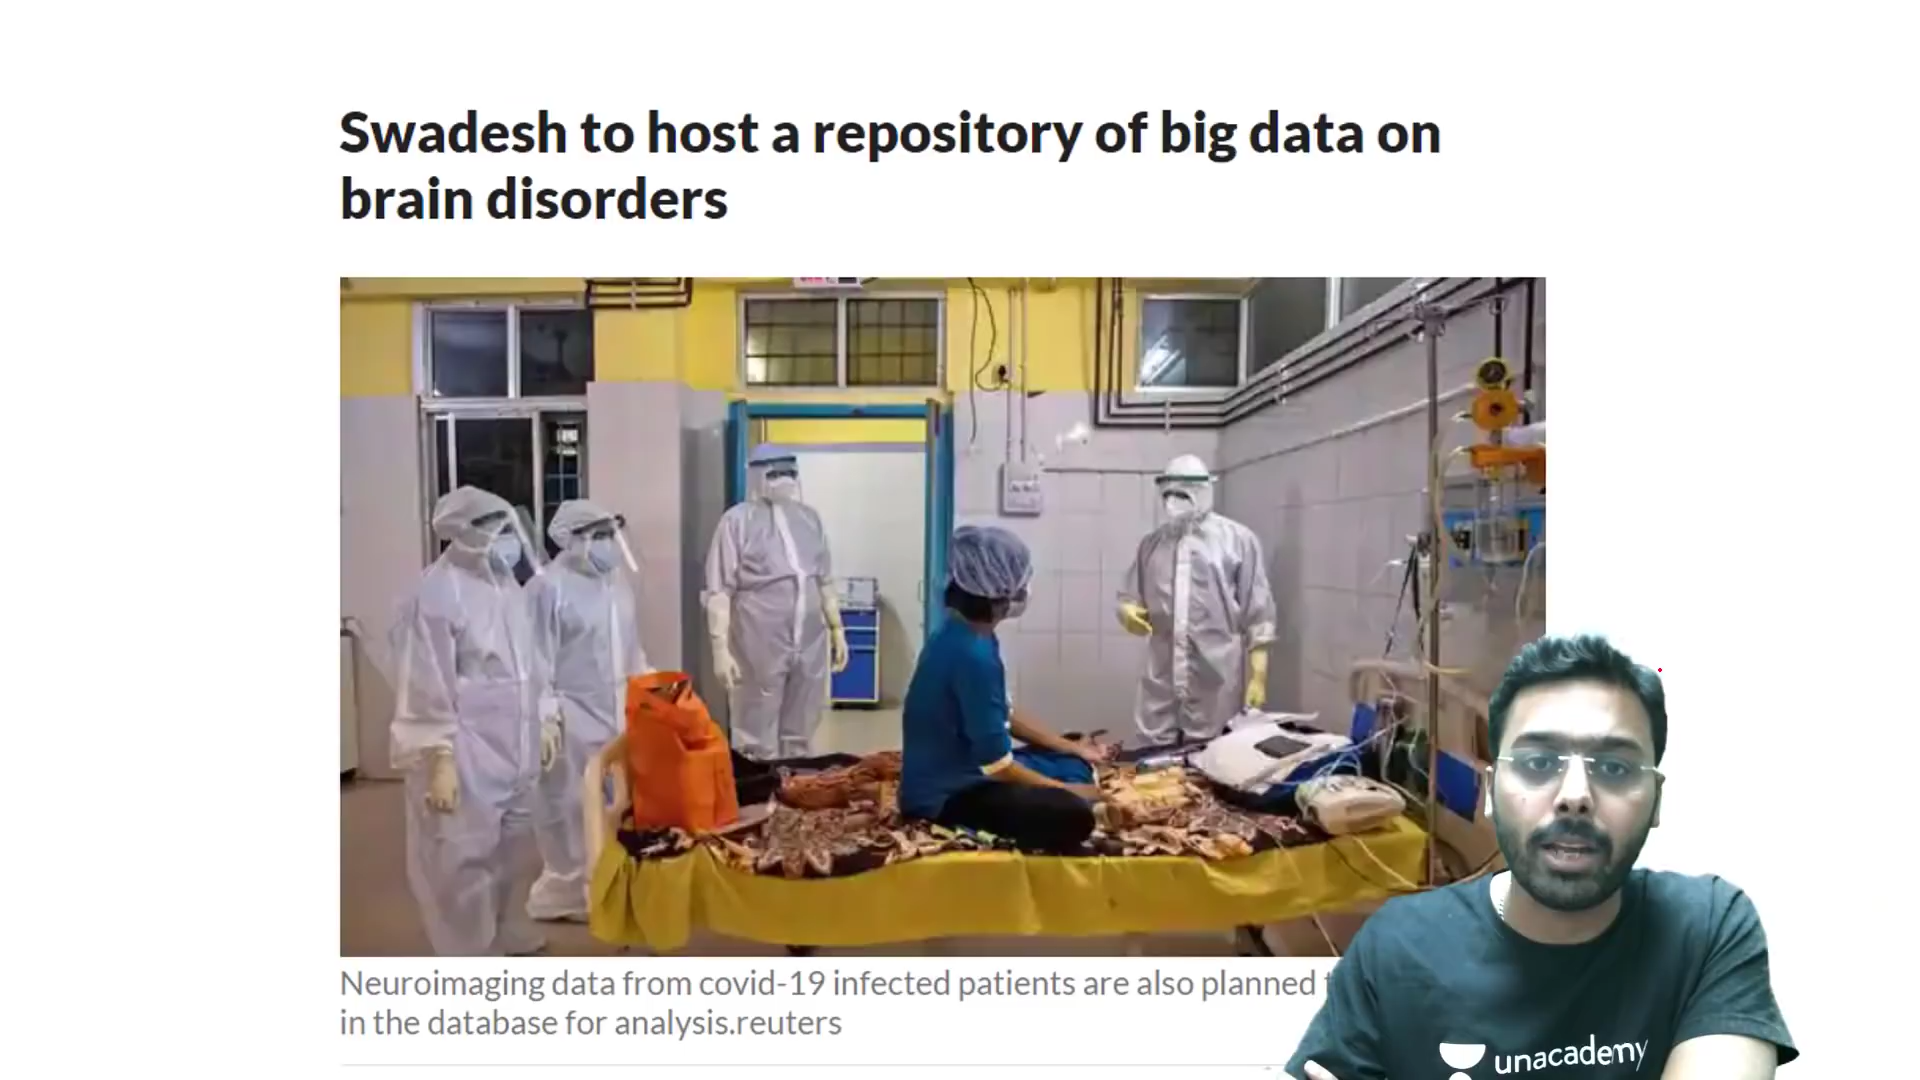 Swadesh to host a repository of big data on
brain disorders
Neuroimaging data from covid-19 infected patients are also planned
in the database for analysis.reuters
unacademy